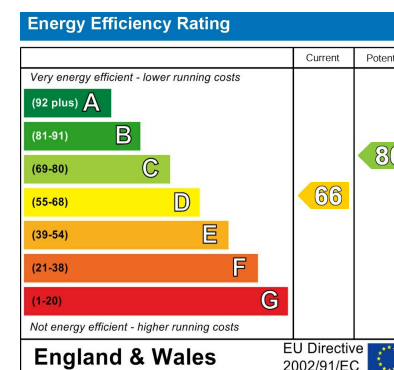 Energy Efficiency Rating
Current
Very energy efficient - lower running costs
(92 plus) A
(81-91) B
(69-80) C
(55-68) D
66
(39-54) E
(21-38) F
(1-20) G
Not energy efficient - higher running costs
England & Wales
EU Directive
2002/91/EC